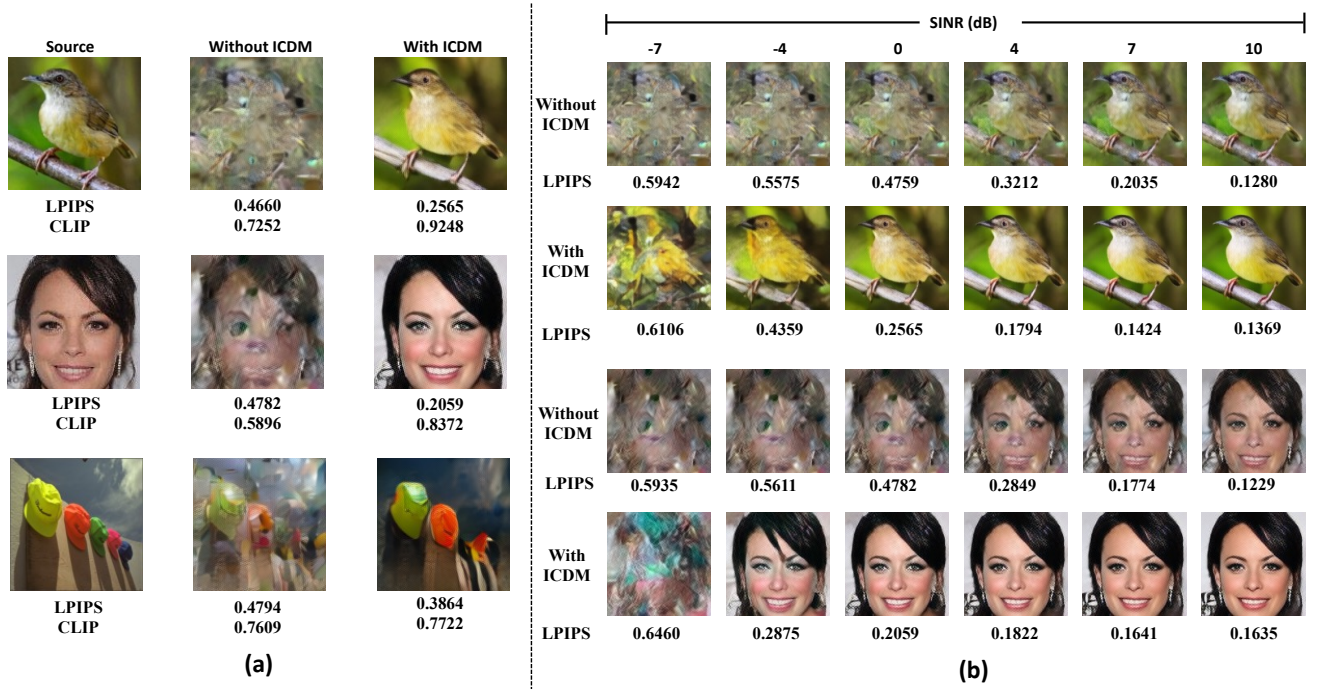 Source Without ICDM With ICDM
LPIPS 0.4660 0.2565
CLIP 0.7252 0.9248
LPIPS 0.4782 0.2059
CLIP 0.5896 0.8372
LPIPS 0.4794 0.3864
CLIP 0.7609 0.7722
(a)
SINR (dB)
-7 -4 0 4 7 10
Without
ICDM
LPIPS 0.5942 0.5575 0.4759 0.3212 0.2035 0.1280
With
ICDM
LPIPS 0.6106 0.4359 0.2565 0.1794 0.1424 0.1369
Without
ICDM
LPIPS 0.5935 0.5611 0.4782 0.2849 0.1774 0.1229
With
ICDM
LPIPS 0.6460 0.2875 0.2059 0.1822 0.1641 0.1635
(b)